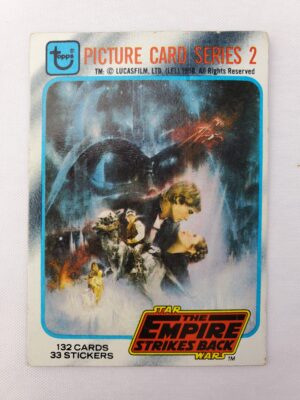 Topps
PICTURE CARD SERIES 2
TM: © LUCASFILM, LTD. (LFL) 1980. All Rights Reserved
132 CARDS
33 STICKERS
STAR
THE
EMPIRE
STRIKES BACK
WARS TM